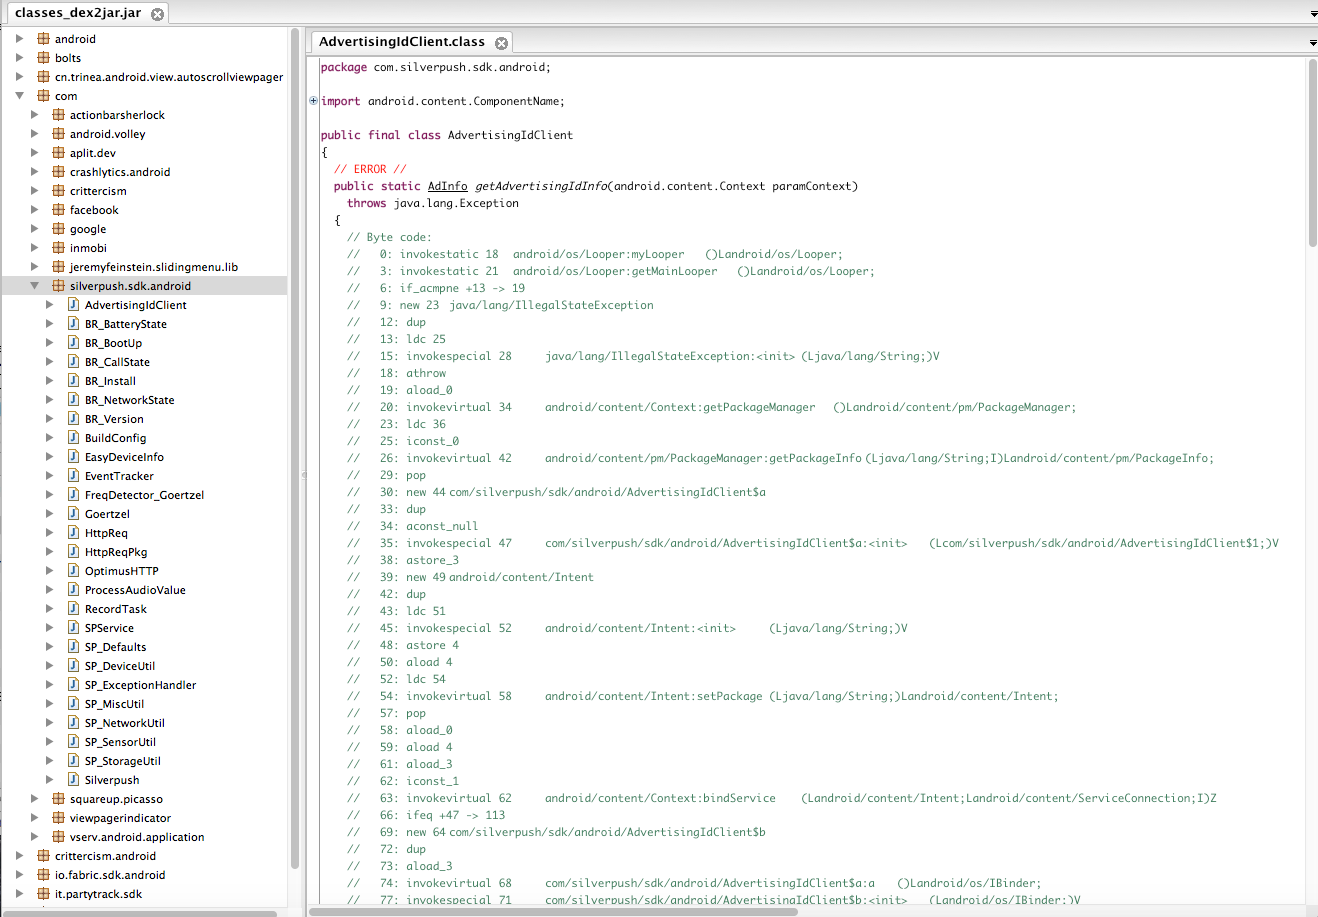 classes_dex2jar.jar
android
bolts
cn.trinea.android.view.autoscrollviewpager
com
actionbarsherlock
android.volley
aplit.dev
crashlytics.android
crittercism
facebook
google
inmobi
jeremyfeinstein.slidingmenu.lib
silverpush.sdk.android
AdvertisingIdClient
BR_BatteryState
BR_BootUp
BR_CallState
BR_Install
BR_NetworkState
BR_Version
BuildConfig
EasyDeviceInfo
EventTracker
FreqDetector_Goertzel
Goertzel
HttpReq
HttpReqPkg
OptimusHTTP
ProcessAudioValue
RecordTask
SPService
SP_Defaults
SP_DeviceUtil
SP_ExceptionHandler
SP_MiscUtil
SP_NetworkUtil
SP_SensorUtil
SP_StorageUtil
Silverpush
squareup.picasso
viewpagerindicator
vserv.android.application
crittercism.android
io.fabric.sdk.android
it.partytrack.sdk
AdvertisingIdClient.class
package com.silverpush.sdk.android;
import android.content.ComponentName;
public final class AdvertisingIdClient
{
// ERROR //
public static AdInfo getAdvertisingIdInfo(android.content.Context paramContext)
throws java.lang.Exception
{
// Byte code:
// 0: invokestatic 18 android/os/Looper:myLooper ()Landroid/os/Looper;
// 3: invokestatic 21 android/os/Looper:getMainLooper ()Landroid/os/Looper;
// 6: if_acmpne +13 -> 19
// 9: new 23 java/lang/IllegalStateException
// 12: dup
// 13: ldc 25
// 15: invokespecial 28 java/lang/IllegalStateException:<init> (Ljava/lang/String;)V
// 18: athrow
// 19: aload_0
// 20: invokevirtual 34 android/content/Context:getPackageManager ()Landroid/content/pm/PackageManager;
// 23: ldc 36
// 25: iconst_0
// 26: invokevirtual 42 android/content/pm/PackageManager:getPackageInfo (Ljava/lang/String;I)Landroid/content/pm/PackageInfo;
// 29: pop
// 30: new 44 com/silverpush/sdk/android/AdvertisingIdClient$a
// 33: dup
// 34: aconst_null
// 35: invokespecial 47 com/silverpush/sdk/android/AdvertisingIdClient$a:<init> (Lcom/silverpush/sdk/android/AdvertisingIdClient$1;)V
// 38: astore_3
// 39: new 49 android/content/Intent
// 42: dup
// 43: ldc 51
// 45: invokespecial 52 android/content/Intent:<init> (Ljava/lang/String;)V
// 48: astore 4
// 50: aload 4
// 52: ldc 54
// 54: invokevirtual 58 android/content/Intent:setPackage (Ljava/lang/String;)Landroid/content/Intent;
// 57: pop
// 58: aload_0
// 59: aload 4
// 61: aload_3
// 62: iconst_1
// 63: invokevirtual 62 android/content/Context:bindService (Landroid/content/Intent;Landroid/content/ServiceConnection;I)Z
// 66: ifeq +47 -> 113
// 69: new 64 com/silverpush/sdk/android/AdvertisingIdClient$b
// 72: dup
// 73: aload_3
// 74: invokevirtual 68 com/silverpush/sdk/android/AdvertisingIdClient$a:a ()Landroid/os/IBinder;
// 77: invokespecial 71 com/silverpush/sdk/android/AdvertisingIdClient$b:<init> (Landroid/os/IBinder;)V